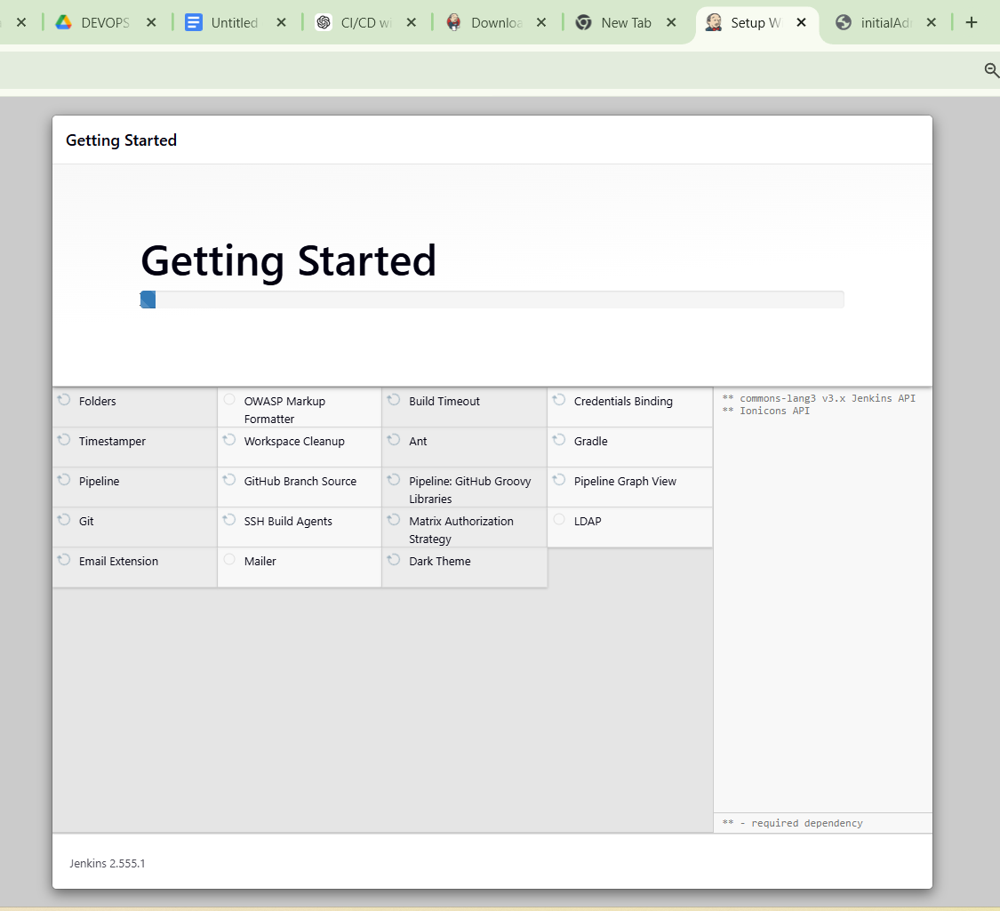 DEVOPS
Untitled
CI/CD wi
Downloa
New Tab
Setup W
initialAd
Getting Started
Getting Started
Folders
OWASP Markup
Formatter
Build Timeout
Credentials Binding
** commons-lang3 v3.x Jenkins API
** Ionicons API
Timestamper
Workspace Cleanup
Ant
Gradle
Pipeline
GitHub Branch Source
Pipeline: GitHub Groovy
Libraries
Pipeline Graph View
Git
SSH Build Agents
Matrix Authorization
Strategy
LDAP
Email Extension
Mailer
Dark Theme
** - required dependency
Jenkins 2.555.1